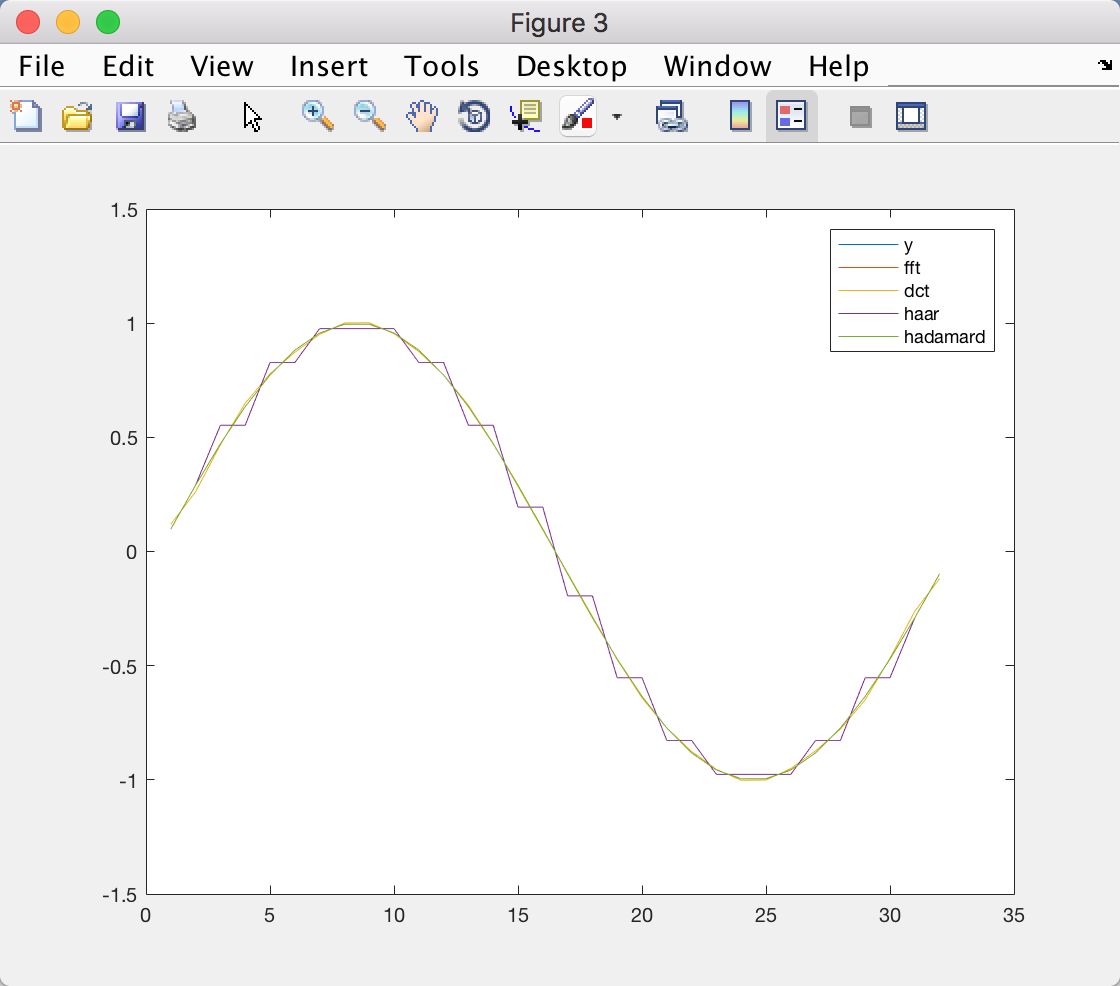 Figure 3
File Edit View Insert Tools Desktop Window Help
1.5
1
0.5
0
-0.5
-1
-1.5
0 5 10 15 20 25 30 35
y
fft
dct
haar
hadamard